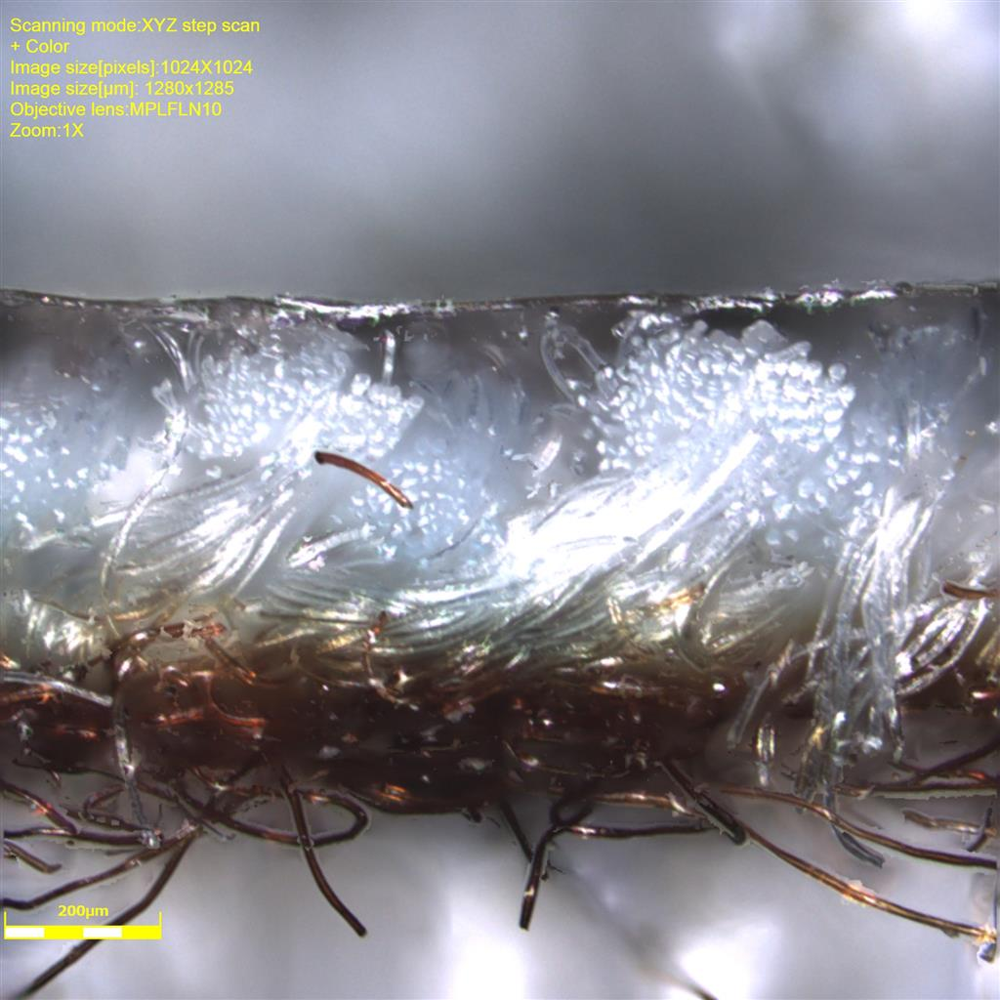 Scanning mode:XYZ step scan
+ Color
Image size[pixels]:1024X1024
Image size[µm]: 1280x1285
Objective lens:MPLFLN10
Zoom:1X
200µm